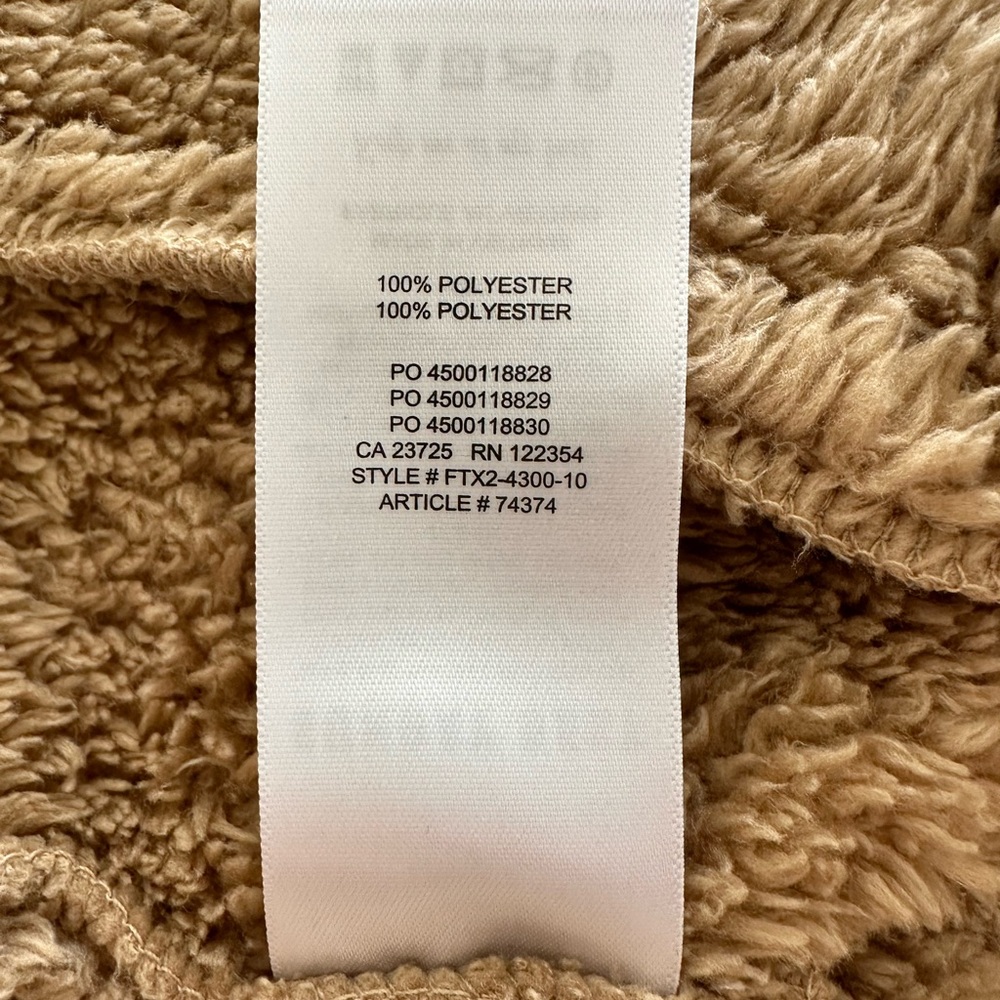 100% POLYESTER
100% POLYESTER
PO 4500118828
PO 4500118829
PO 4500118830
CA 23725 RN 122354
STYLE # FTX2-4300-10
ARTICLE # 74374